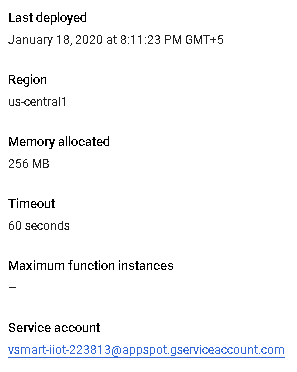 Last deployed
January 18, 2020 at 8:11:23 PM GMT+5
Region
us-central1
Memory allocated
256 MB
Timeout
60 seconds
Maximum function instances
—
Service account
vsmart-iiot-223813@appspot.gserviceaccount.com